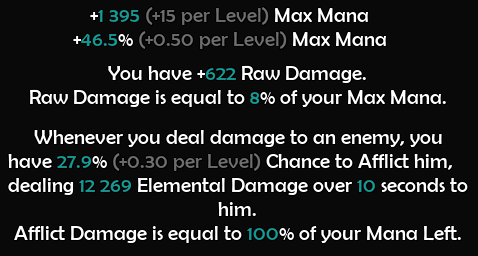 +1 395 (+15 per Level) Max Mana
+46.5% (+0.50 per Level) Max Mana
You have +622 Raw Damage.
Raw Damage is equal to 8% of your Max Mana.
Whenever you deal damage to an enemy, you
have 27.9% (+0.30 per Level) Chance to Afflict him,
dealing 12 269 Elemental Damage over 10 seconds to
him.
Afflict Damage is equal to 100% of your Mana Left.